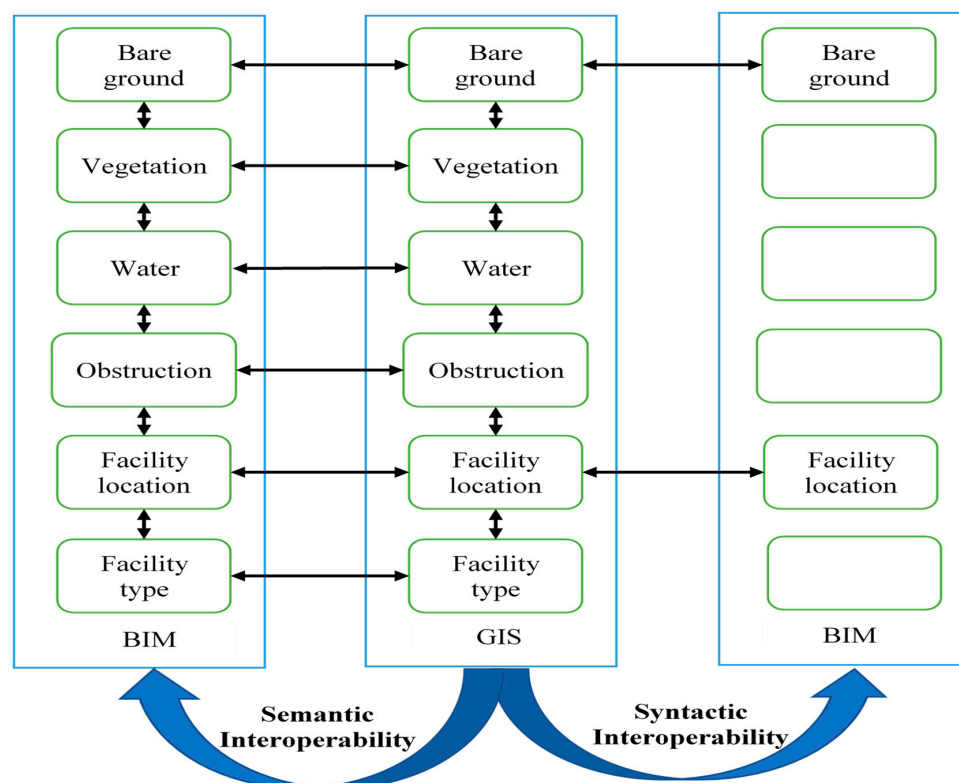 Bare
ground
Vegetation
Water
Obstruction
Facility
location
Facility
type
BIM
Bare
ground
Vegetation
Water
Obstruction
Facility
location
Facility
type
GIS
Bare
ground
Facility
location
BIM
Semantic
Interoperability
Syntactic
Interoperability